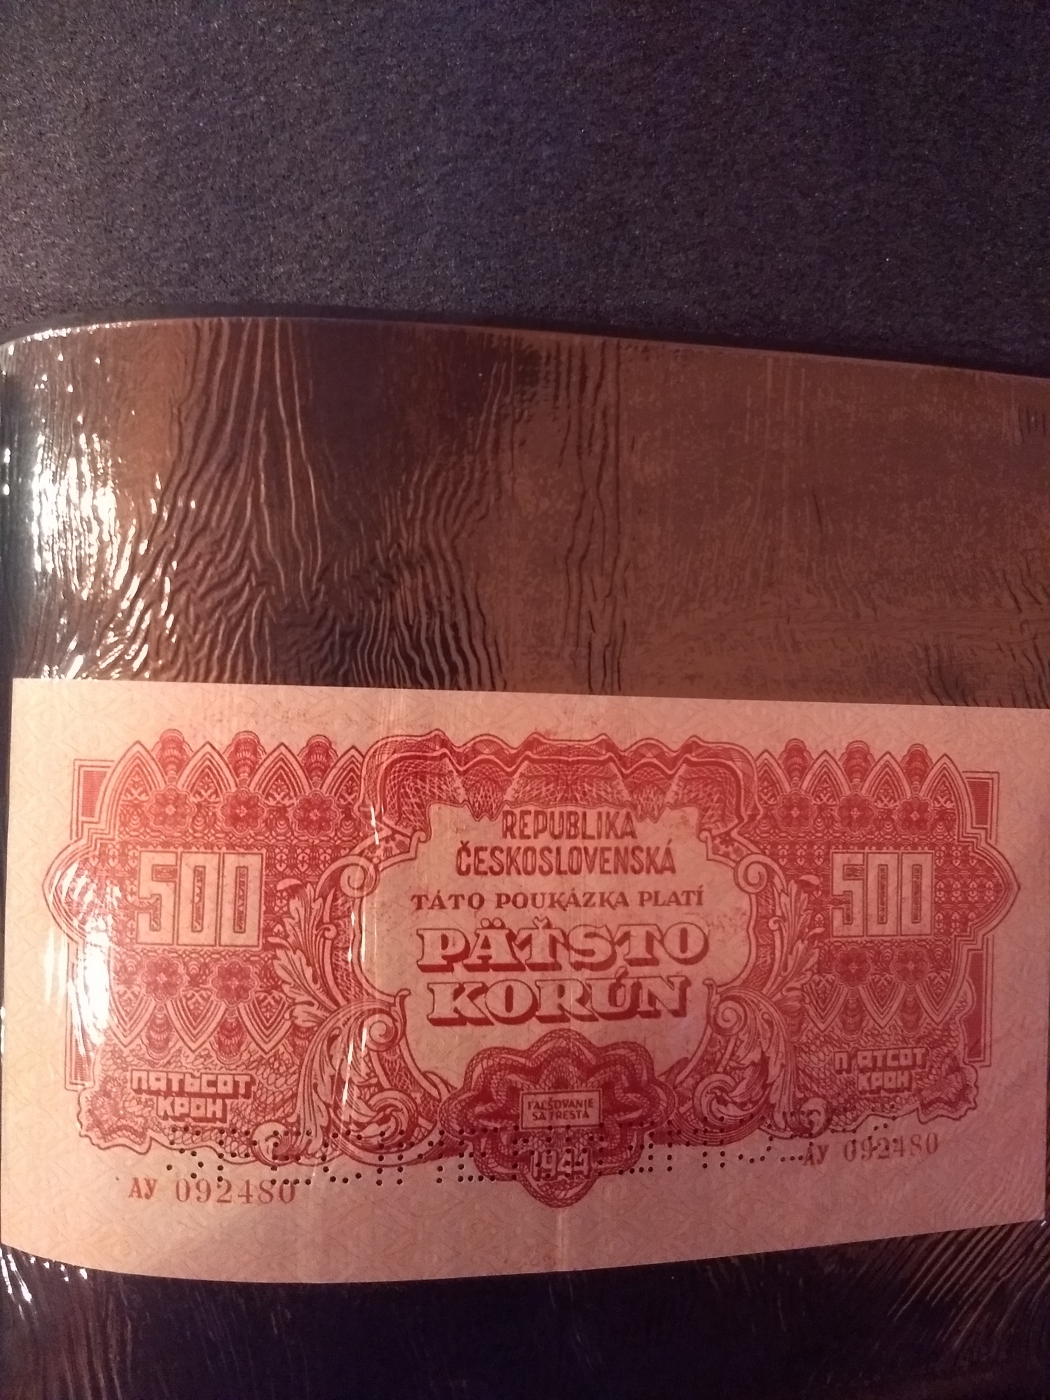 REPUBLIKA
ČESKOSLOVENSKÁ
TÁTO POUKÁZKA PLATÍ
500
PÄŤSTO
KORÚN
500
ПЯТЬСОТ
КРОН
FALŠOVANIE
SA TRESTÁ
1944
П'ЯТСОТ
КРОН
АУ 092480
АУ 092480